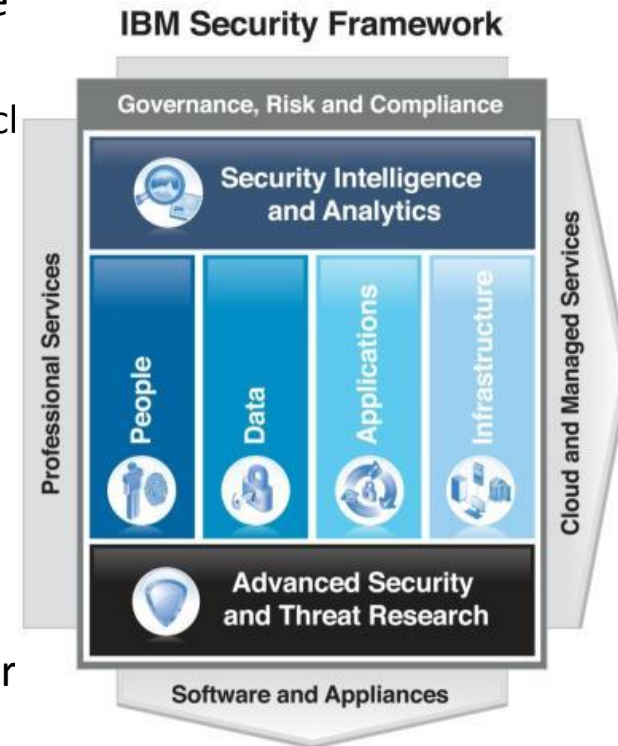 IBM Security Framework
Governance, Risk and Compliance
Security Intelligence
and Analytics
Professional Services
People
Data
Applications
Infrastructure
Cloud and Managed Services
Advanced Security
and Threat Research
Software and Appliances